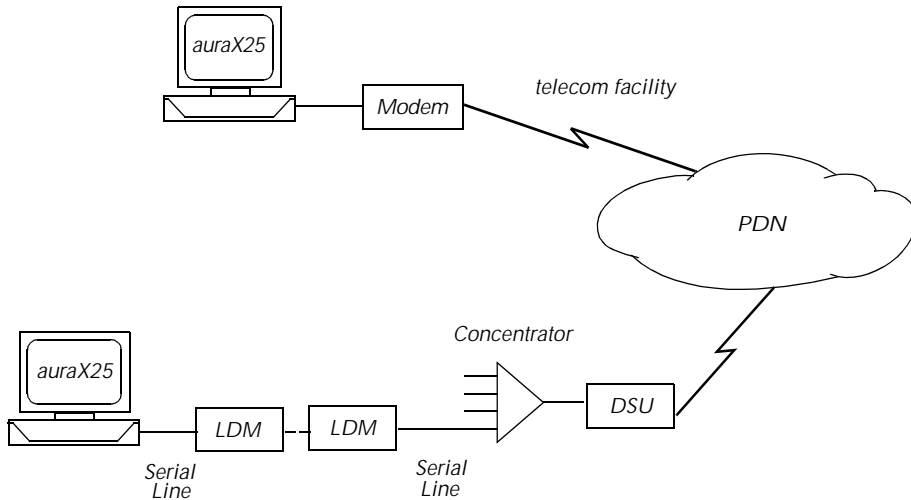 auraX25
Modem
telecom facility
PDN
Concentrator
auraX25
LDM
LDM
DSU
Serial
Line
Serial
Line